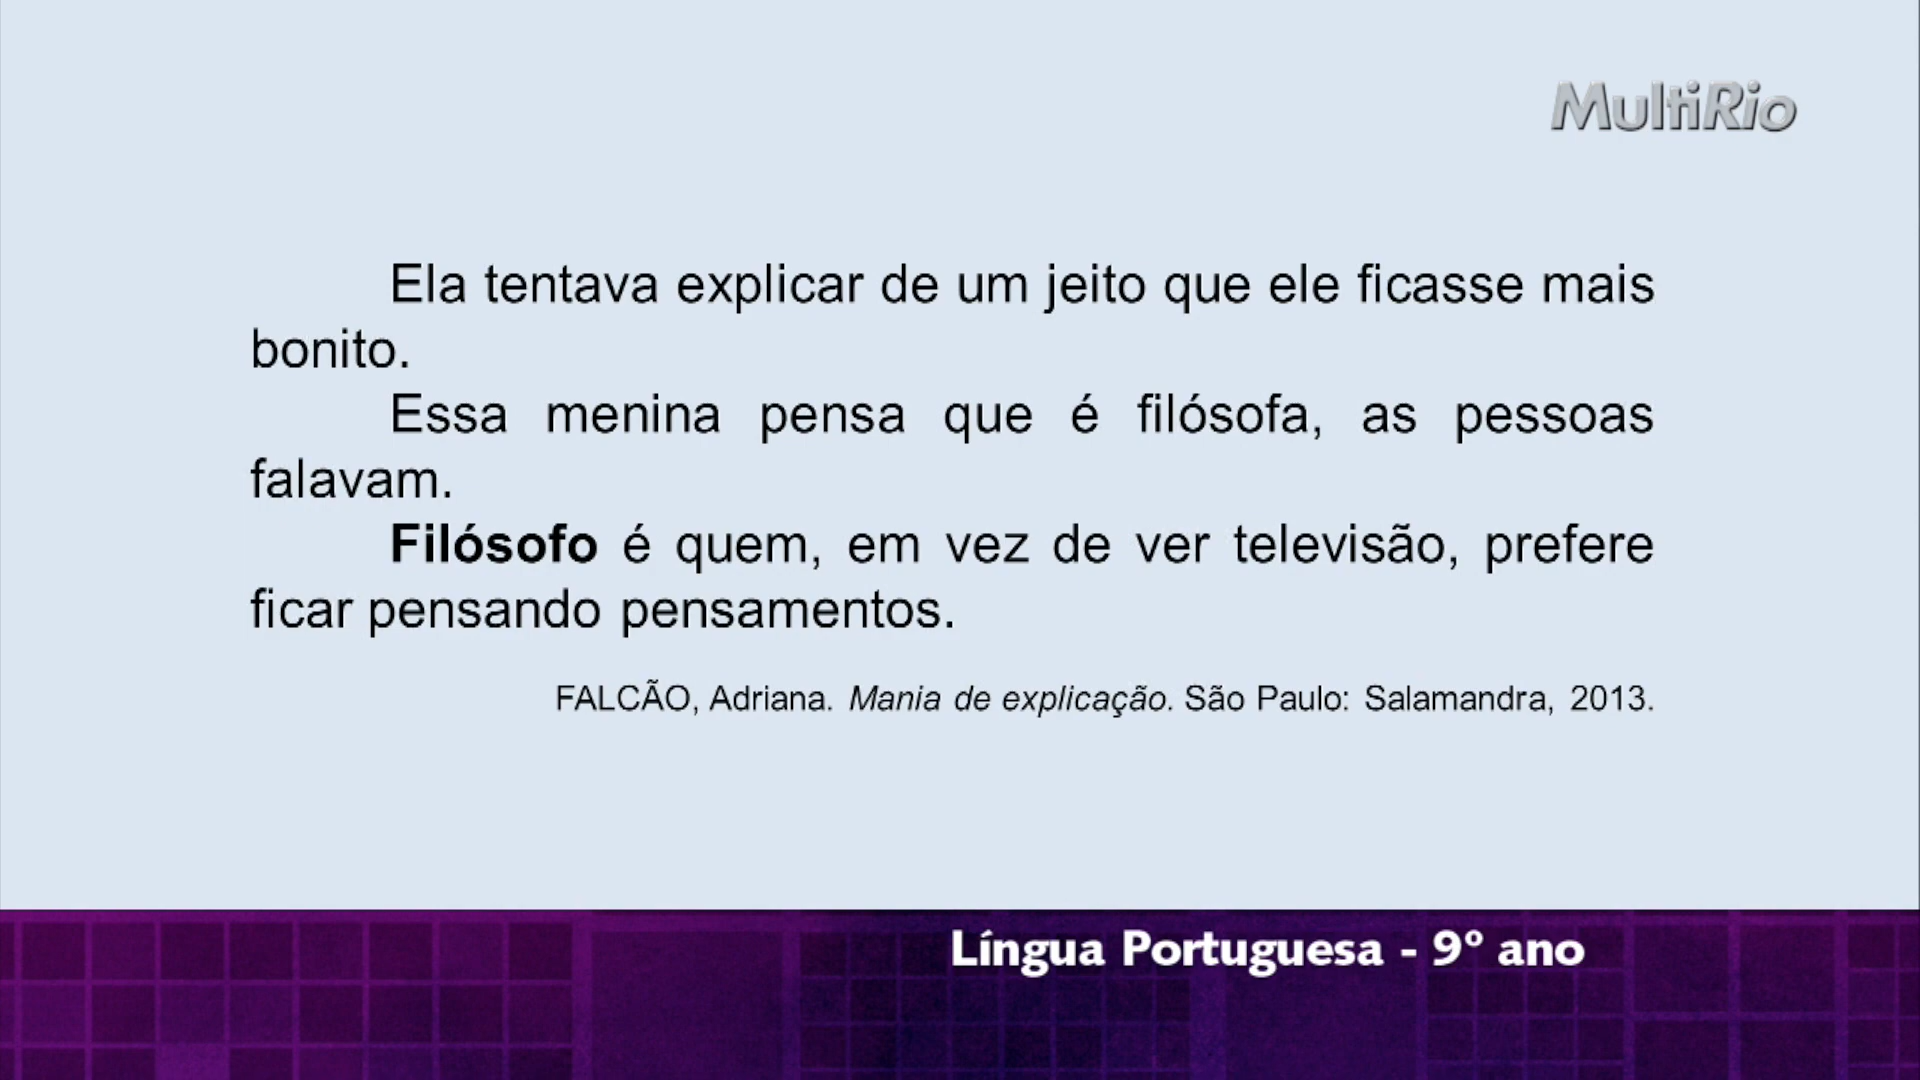 MultiRio
Ela tentava explicar de um jeito que ele ficasse mais
bonito.
Essa menina pensa que é filósofa, as pessoas
falavam.
Filósofo é quem, em vez de ver televisão, prefere
ficar pensando pensamentos.
FALCÃO, Adriana. Mania de explicação. São Paulo: Salamandra, 2013.
Língua Portuguesa - 9º ano